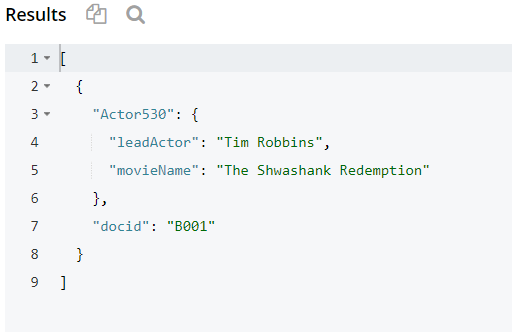 Results
1 [
2 {
3 "Actor530": {
4 "leadActor": "Tim Robbins",
5 "movieName": "The Shwashank Redemption"
6 },
7 "docid": "B001"
8 }
9 ]